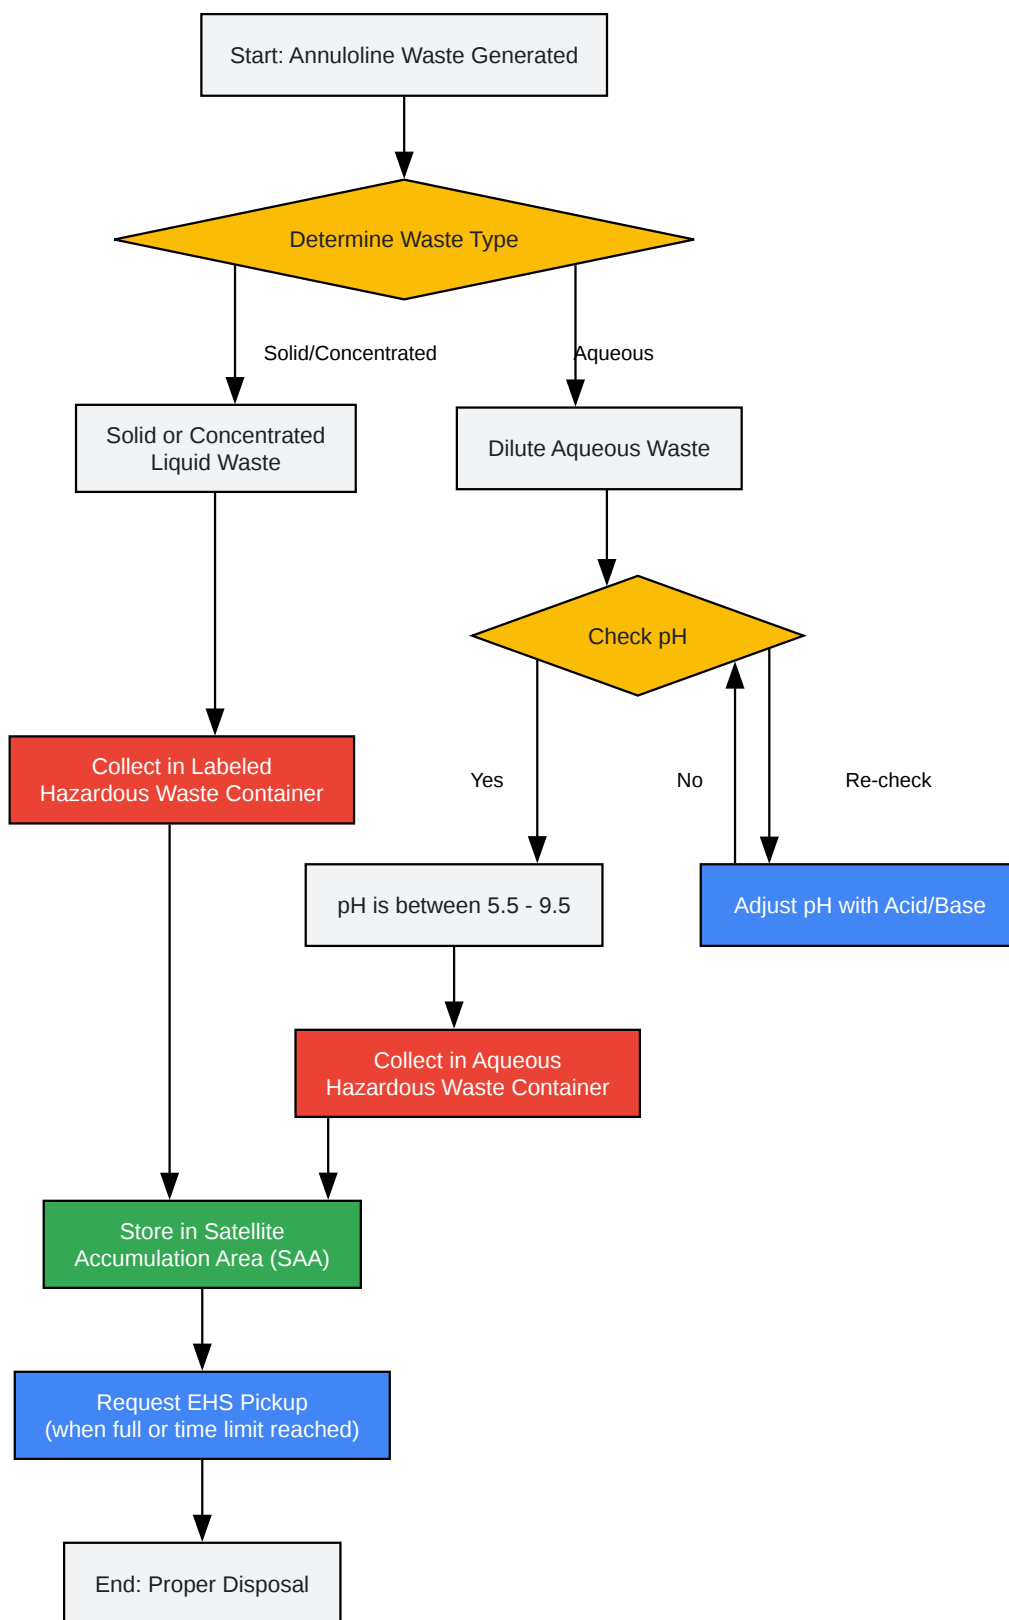 Start: Annuloline Waste Generated
Determine Waste Type
Solid/Concentrated
Aqueous
Solid or Concentrated
Liquid Waste
Dilute Aqueous Waste
Check pH
Collect in Labeled
Hazardous Waste Container
Yes
No
Re-check
pH is between 5.5 - 9.5
Adjust pH with Acid/Base
Collect in Aqueous
Hazardous Waste Container
Store in Satellite
Accumulation Area (SAA)
Request EHS Pickup
(when full or time limit reached)
End: Proper Disposal